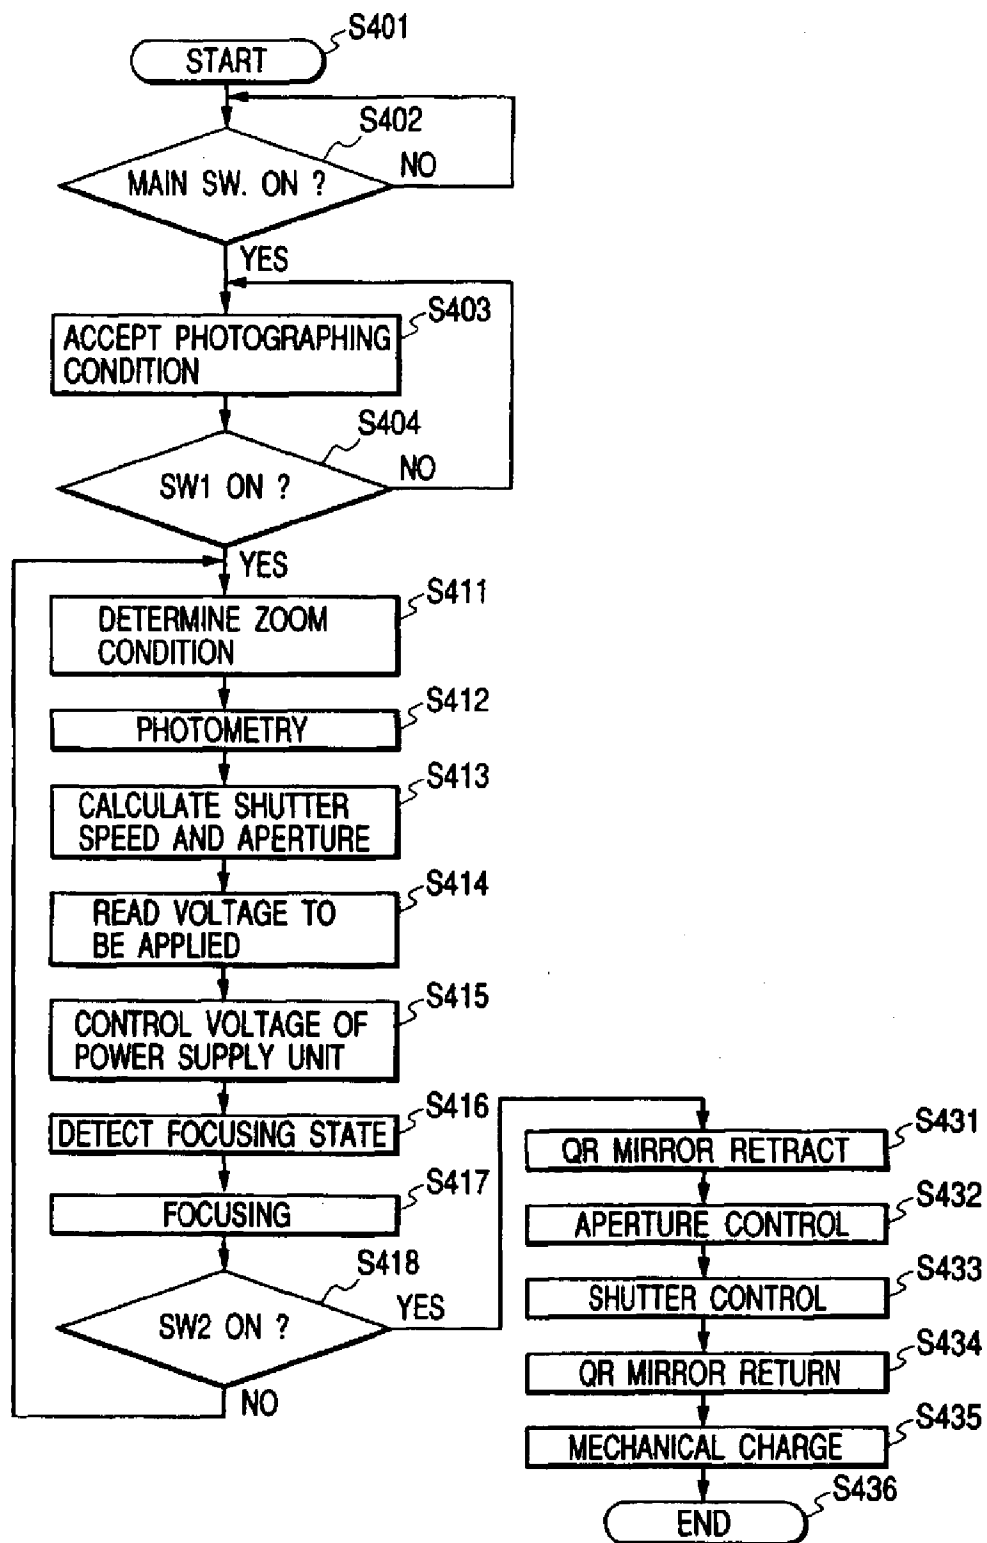 S401
START
S402
MAIN SW. ON ?
NO
YES
S403
ACCEPT PHOTOGRAPHING
CONDITION
S404
SW1 ON ?
NO
YES
S411
DETERMINE ZOOM
CONDITION
S412
PHOTOMETRY
S413
CALCULATE SHUTTER
SPEED AND APERTURE
S414
READ VOLTAGE TO
BE APPLIED
S415
CONTROL VOLTAGE OF
POWER SUPPLY UNIT
S416
DETECT FOCUSING STATE
S417
FOCUSING
S418
SW2 ON ?
YES
NO
S431
QR MIRROR RETRACT
S432
APERTURE CONTROL
S433
SHUTTER CONTROL
S434
QR MIRROR RETURN
S435
MECHANICAL CHARGE
S436
END